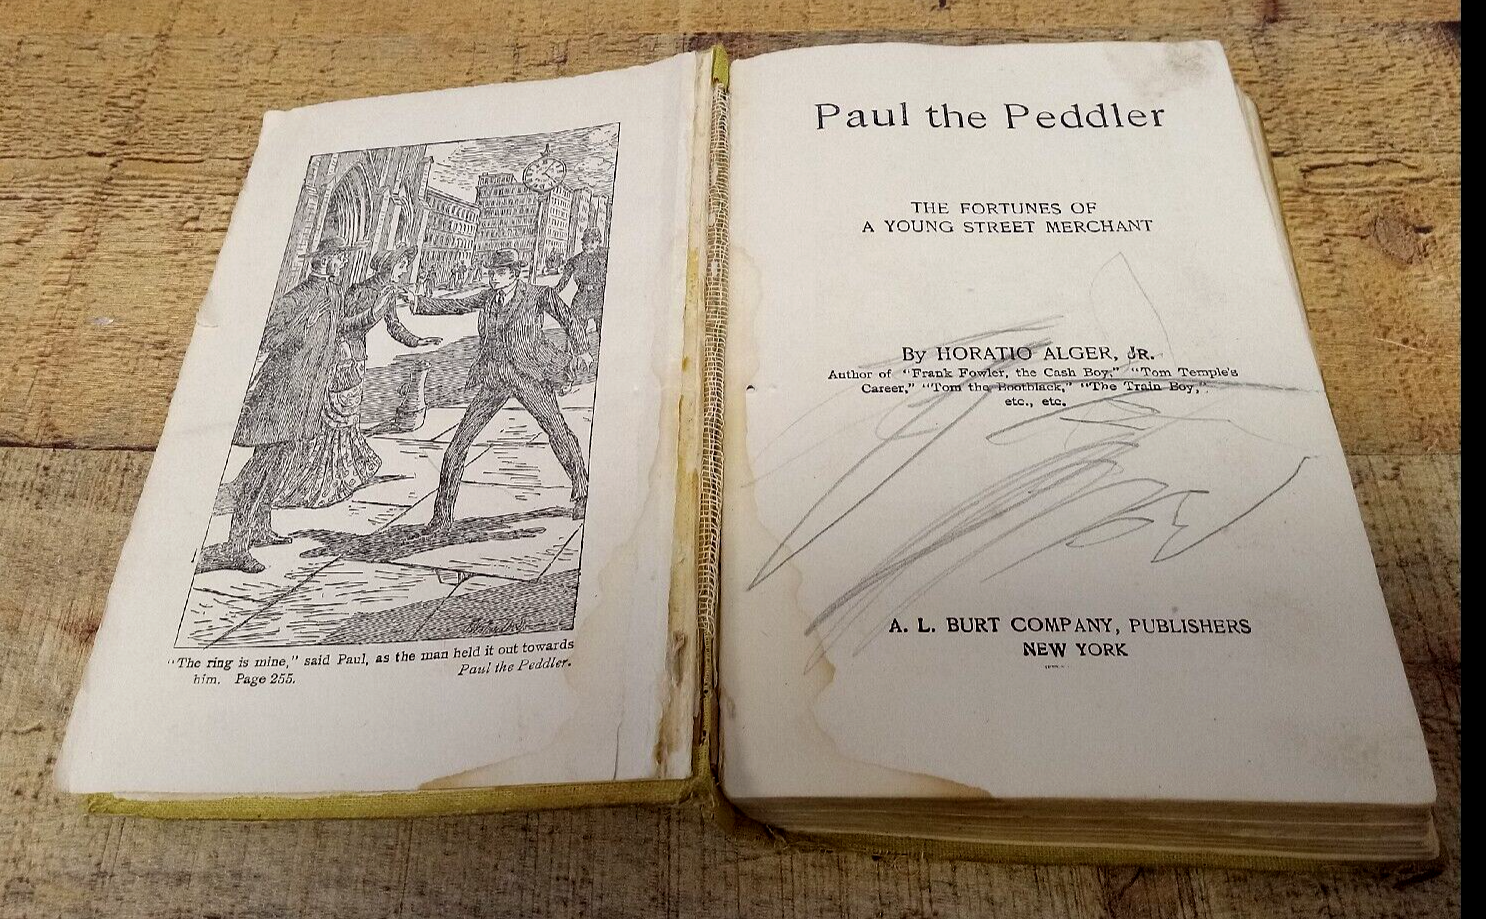 "The ring is mine," said Paul, as the man held it out towards
him. Page 255. Paul the Peddler.
Paul the Peddler
THE FORTUNES OF
A YOUNG STREET MERCHANT
By HORATIO ALGER, JR.
Author of "Frank Fowler, the Cash Boy," "Tom Temple's
Career," "Tom the Bootblack," "The Train Boy,"
etc., etc.
A. L. BURT COMPANY, PUBLISHERS
NEW YORK